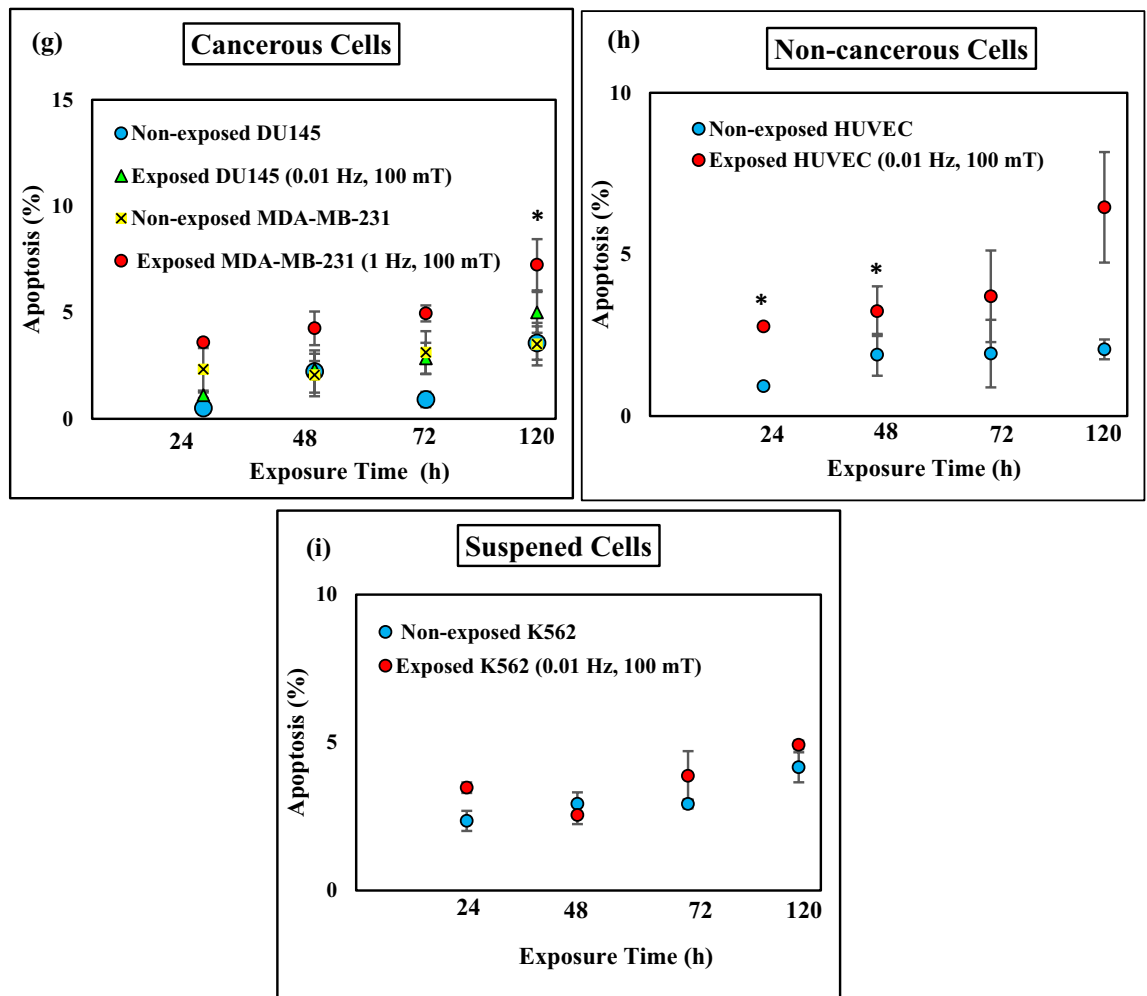 (g)
Cancerous Cells
15
10
5
0
Apoptosis (%)
Non-exposed DU145
Exposed DU145 (0.01 Hz, 100 mT)
Non-exposed MDA-MB-231
Exposed MDA-MB-231 (1 Hz, 100 mT)
*
24 48 72 120
Exposure Time (h)
(h)
Non-cancerous Cells
10
5
0
Apoptosis (%)
Non-exposed HUVEC
Exposed HUVEC (0.01 Hz, 100 mT)
* *
24 48 72 120
Exposure Time (h)
(i)
Suspened Cells
10
5
0
Apoptosis (%)
Non-exposed K562
Exposed K562 (0.01 Hz, 100 mT)
24 48 72 120
Exposure Time (h)